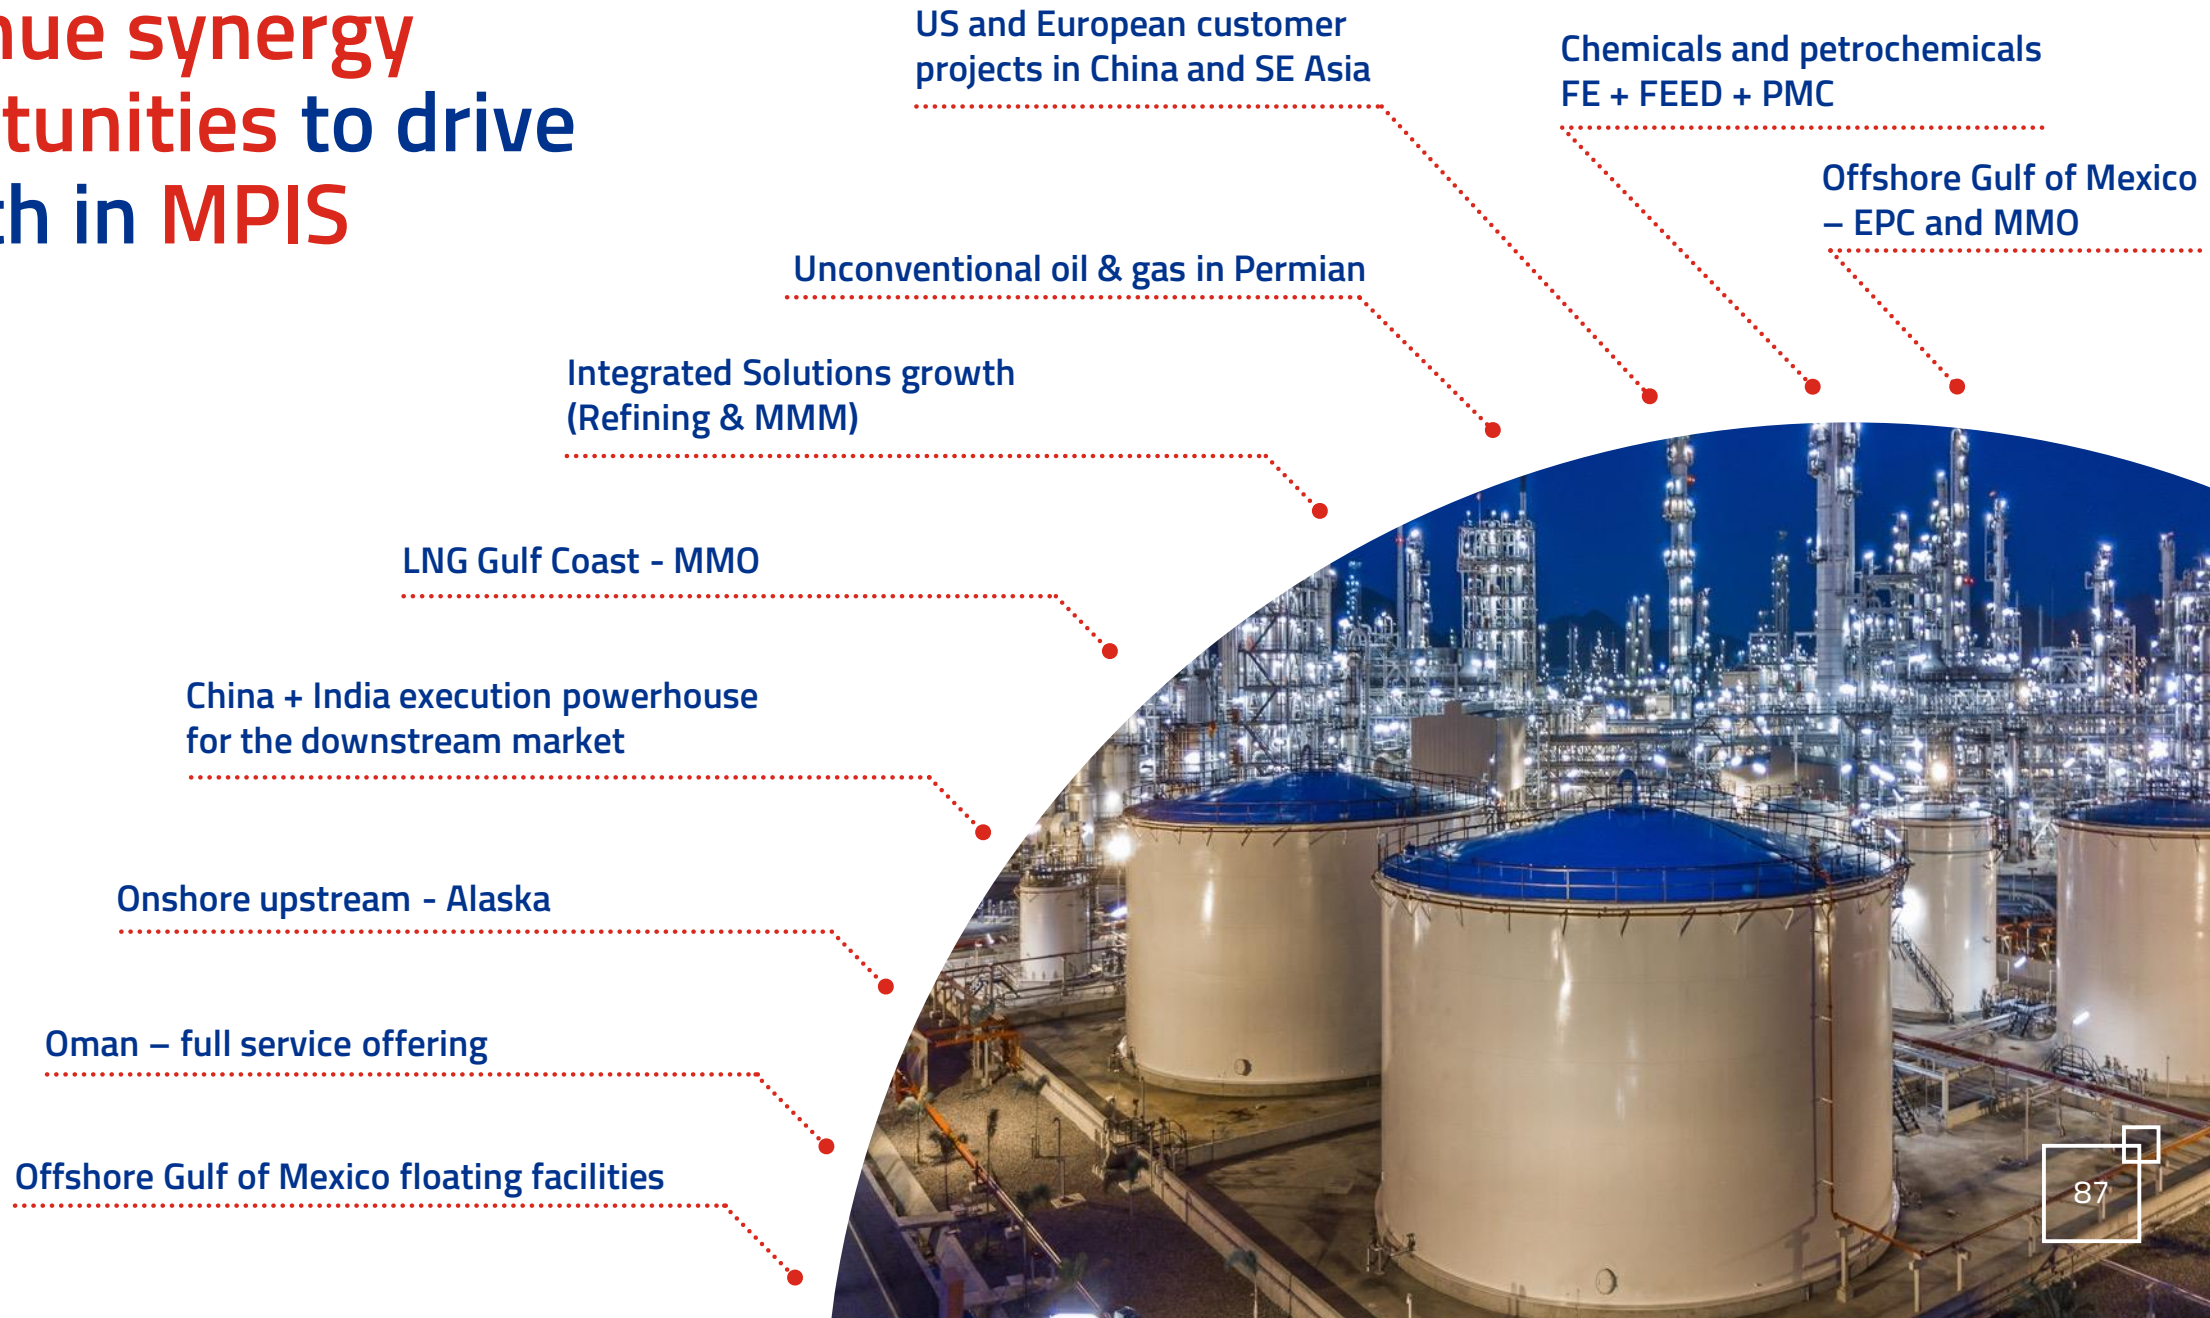 nue synergy
tunities to drive
th in MPIS
US and European customer
projects in China and SE Asia
Chemicals and petrochemicals
FE + FEED + PMC
Offshore Gulf of Mexico
– EPC and MMO
Unconventional oil & gas in Permian
Integrated Solutions growth
(Refining & MMM)
LNG Gulf Coast - MMO
China + India execution powerhouse
for the downstream market
Onshore upstream - Alaska
Oman – full service offering
Offshore Gulf of Mexico floating facilities
87